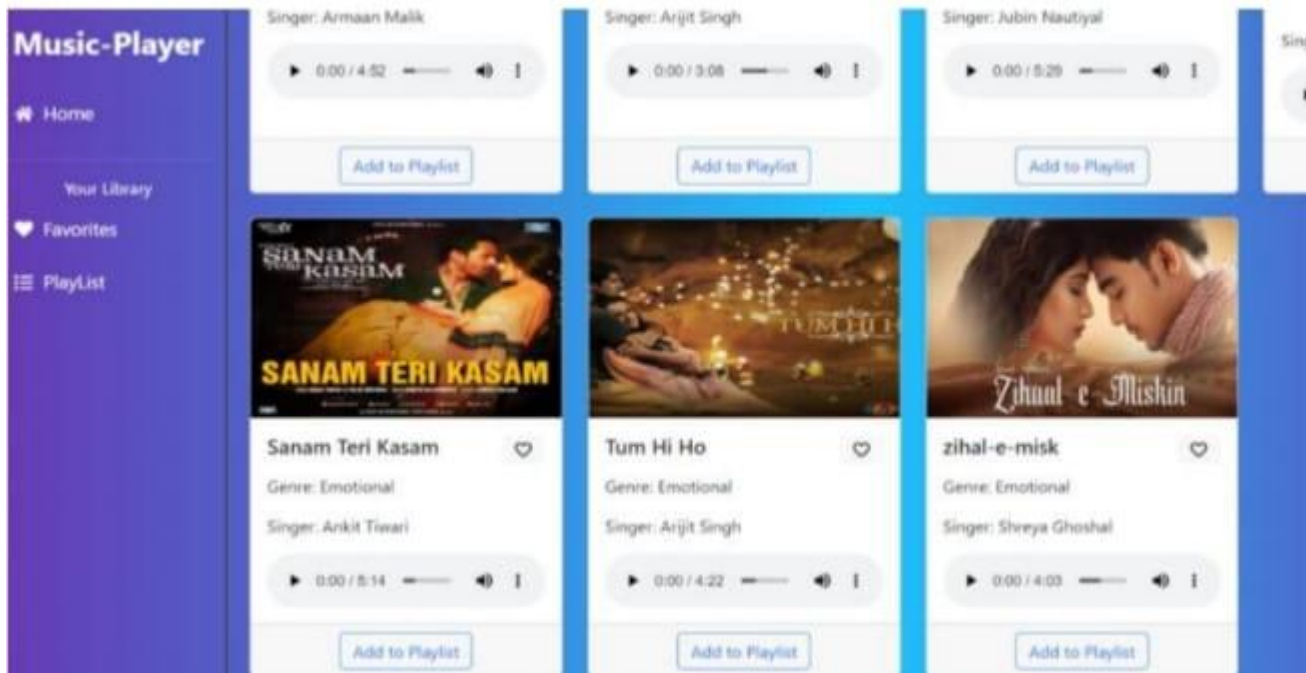 Music-Player
Home
Your Library
Favorites
PlayList
Singer: Armaan Malik
0:00 / 4:52
Add to Playlist
Singer: Arijit Singh
0:00 / 3:08
Add to Playlist
Singer: Jubin Nautiyal
0:00 / 5:29
Add to Playlist
SANAM
TERI
KASAM
SANAM TERI KASAM
Sanam Teri Kasam
Genre: Emotional
Singer: Ankit Tiwari
0:00 / 5:14
Add to Playlist
TUM HI H
Tum Hi Ho
Genre: Emotional
Singer: Arijit Singh
0:00 / 4:22
Add to Playlist
Zihaal e Miskin
zihal-e-misk
Genre: Emotional
Singer: Shreya Ghoshal
0:00 / 4:03
Add to Playlist